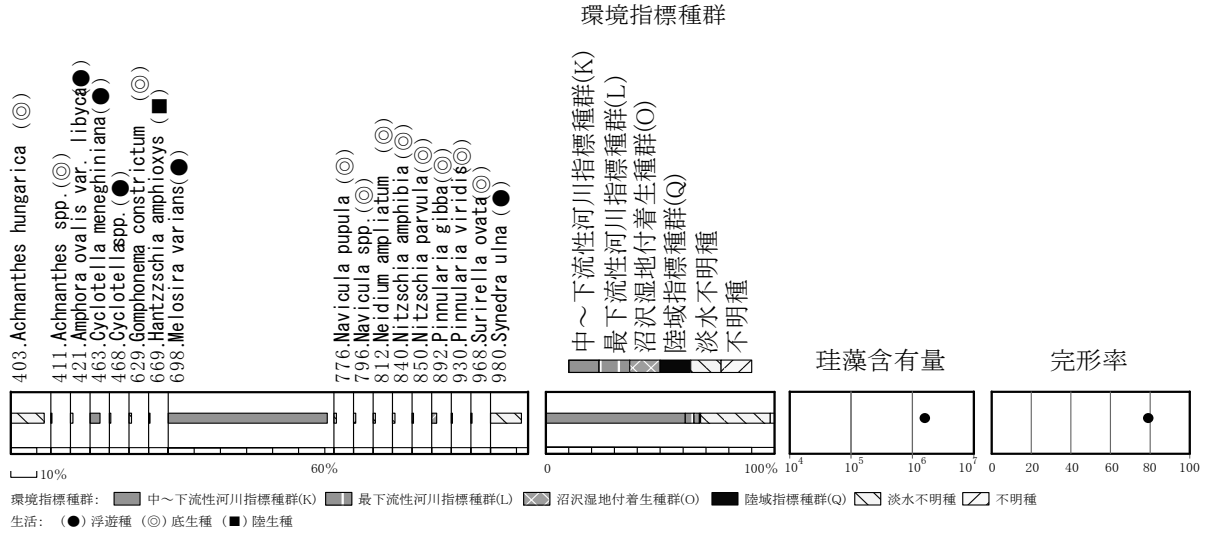 環境指標種群
403.Achnanthes hungarica (◎)
411.Achnanthes spp.(◎)
421.Amphora ovalis var. libyca(●)
463.Cyclotella meneghiniana(●)
468.Cyclotella spp.(●)
629.Gomphonema constrictum (◎)
669.Hantzzschia amphioxys (■)
698.Melosira varians(●)
776.Navicula pupula (◎)
796.Navicula spp.(◎)
812.Neidium ampliatum (◎)
840.Nitzschia amphibia (◎)
850.Nitzschia parvula(◎)
892.Pinnularia gibba(◎)
930.Pinnularia viridis(◎)
968.Surirella ovata(◎)
980.Synedra ulna (●)
中～下流性河川指標種群(K)
最下流性河川指標種群(L)
沼沢湿地付着生種群(O)
陸域指標種群(Q)
淡水不明種
不明種
珪藻含有量
完形率
10%
60%
0 100%
10^4 10^5 10^6 10^7
0 20 40 60 80 100
環境指標種群: 中～下流性河川指標種群(K) 最下流性河川指標種群(L) 沼沢湿地付着生種群(O) 陸域指標種群(Q) 淡水不明種 不明種
生活: (●)浮遊種 (◎)底生種 (■)陸生種